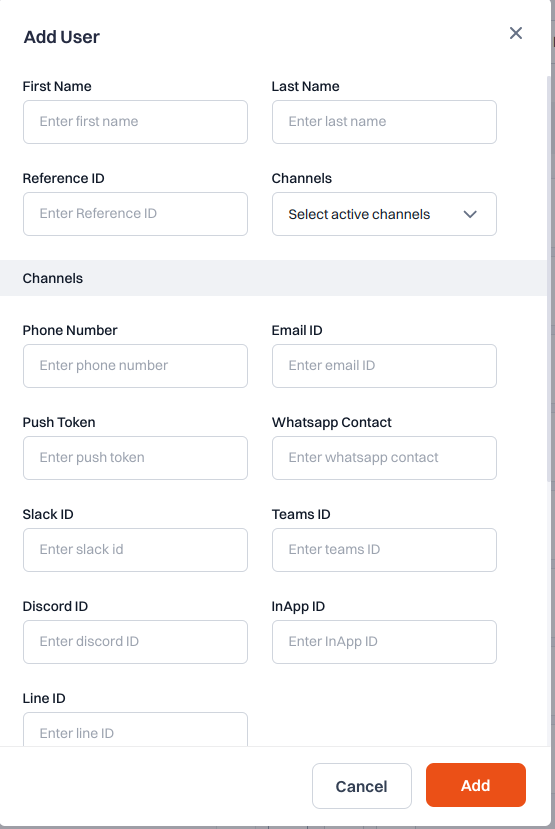 Add User
First Name Last Name
Enter first name Enter last name
Reference ID Channels
Enter Reference ID Select active channels
Channels
Phone Number Email ID
Enter phone number Enter email ID
Push Token Whatsapp Contact
Enter push token Enter whatsapp contact
Slack ID Teams ID
Enter slack id Enter teams ID
Discord ID InApp ID
Enter discord ID Enter InApp ID
Line ID
Enter line ID
Cancel Add